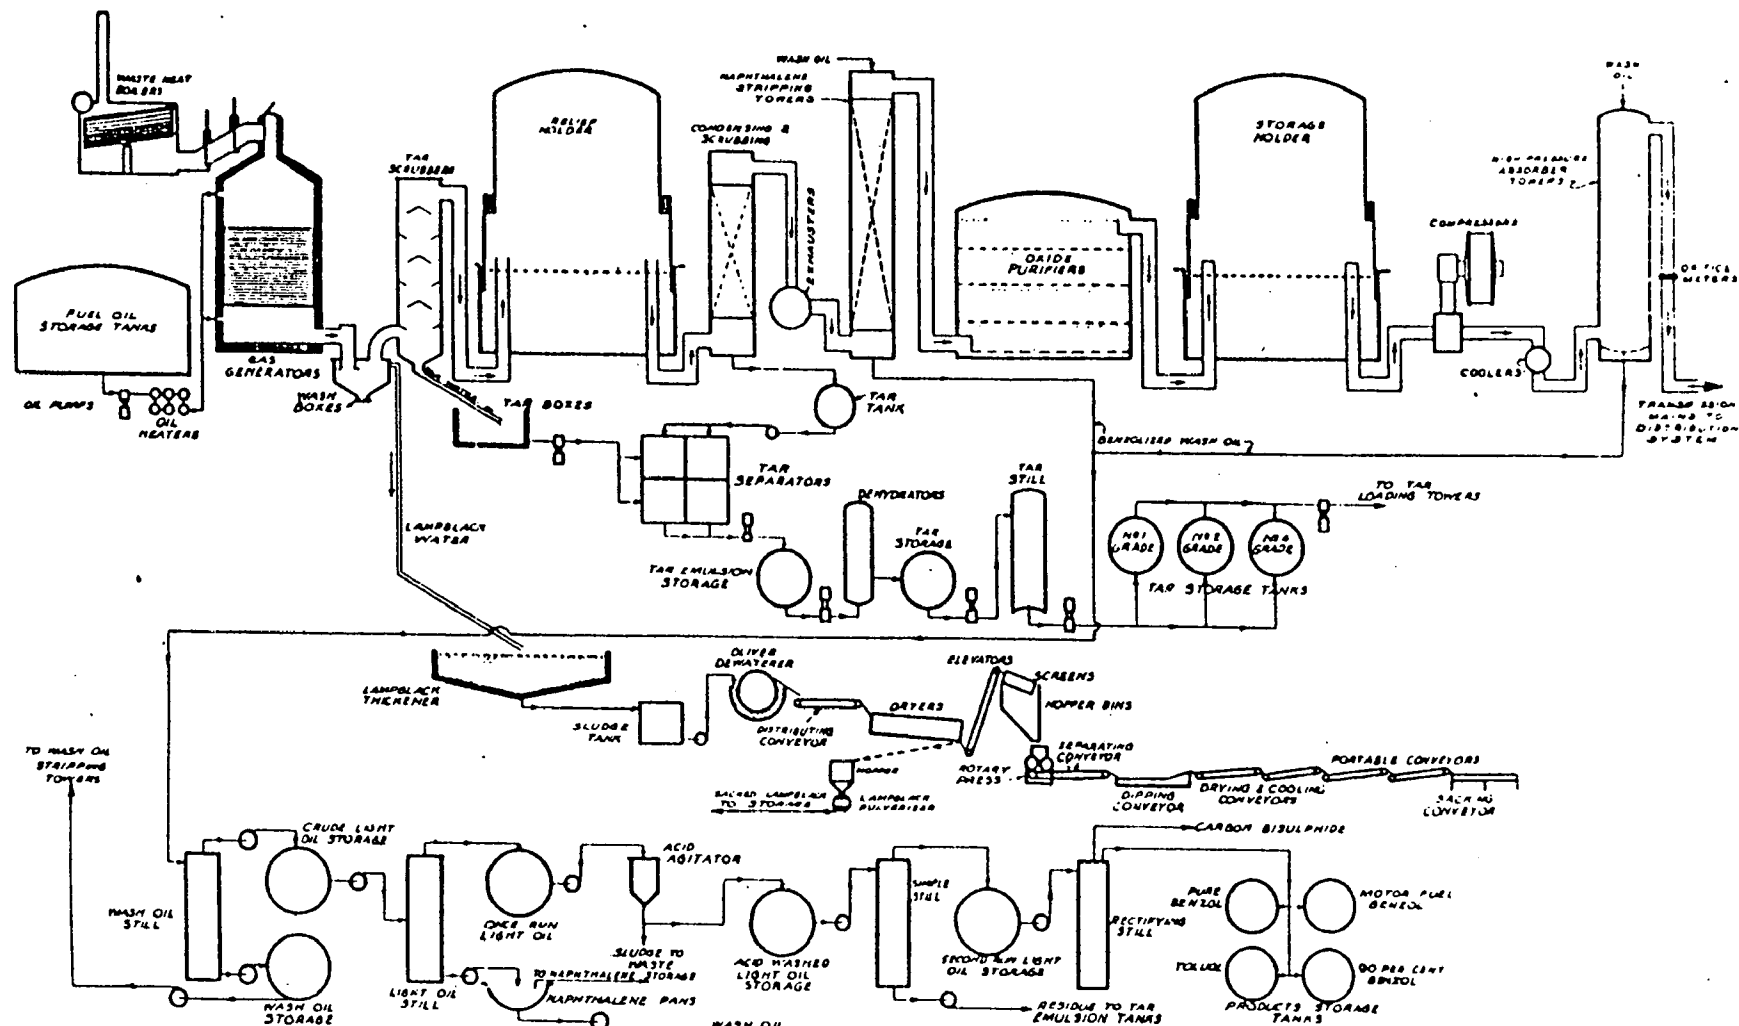 WASTE HEAT
BOILERS
FUEL OIL
STORAGE TANKS
OIL PUMPS
OIL
HEATERS
GAS
GENERATORS
WASH
BOXES
TAR
SCRUBBERS
RELIEF
HOLDER
CONDENSING &
SCRUBBING
EXHAUSTERS
WASH OIL
NAPHTHALENE
STRIPPING
TOWERS
OXIDE
PURIFIERS
STORAGE
HOLDER
COMPRESSORS
COOLERS
WASH
OIL
HIGH PRESSURE
ABSORBER
TOWERS
ORIFICE
METERS
TRANSMISSION
MAINS TO
DISTRIBUTION
SYSTEM
TAR BOXES
TAR
TANK
TAR
SEPARATORS
BENZOLIZED WASH OIL
LAMPBLACK
WATER
DEHYDRATORS
TAR
STILL
TAR
STORAGE
TAR EMULSION
STORAGE
NO 1
GRADE
NO 2
GRADE
GRADE
TAR STORAGE TANKS
TO TAR
LOADING TOWERS
LAMPBLACK
THICKENER
SLUDGE
TANK
OLIVER
DEWATERER
DISTRIBUTING
CONVEYOR
DRYERS
ELEVATORS
SCREENS
HOPPER BINS
HOPPER
SACKED LAMPBLACK
TO STORAGE
LAMPBLACK
PULVERIZER
ROTARY
PRESS
SEPARATING
CONVEYOR
DIPPING
CONVEYOR
DRYING & COOLING
CONVEYORS
PORTABLE CONVEYORS
SACKING
CONVEYOR
TO WASH OIL
STRIPPING
TOWERS
WASH OIL
STILL
CRUDE LIGHT
OIL STORAGE
WASH OIL
STORAGE
LIGHT OIL
STILL
ONCE RUN
LIGHT OIL
ACID
AGITATOR
SLUDGE TO
WASTE
TO NAPHTHALENE STORAGE
NAPHTHALENE PANS
ACID WASHED
LIGHT OIL
STORAGE
SIMPLE
STILL
SECOND RUN LIGHT
OIL STORAGE
RESIDUE TO TAR
EMULSION TANKS
RECTIFYING
STILL
CARBON BISULPHIDE
PURE
BENZOL
MOTOR FUEL
BENZOL
TOLUOL
90 PER CENT
BENZOL
PRODUCTS STORAGE
TANKS
WASH OIL